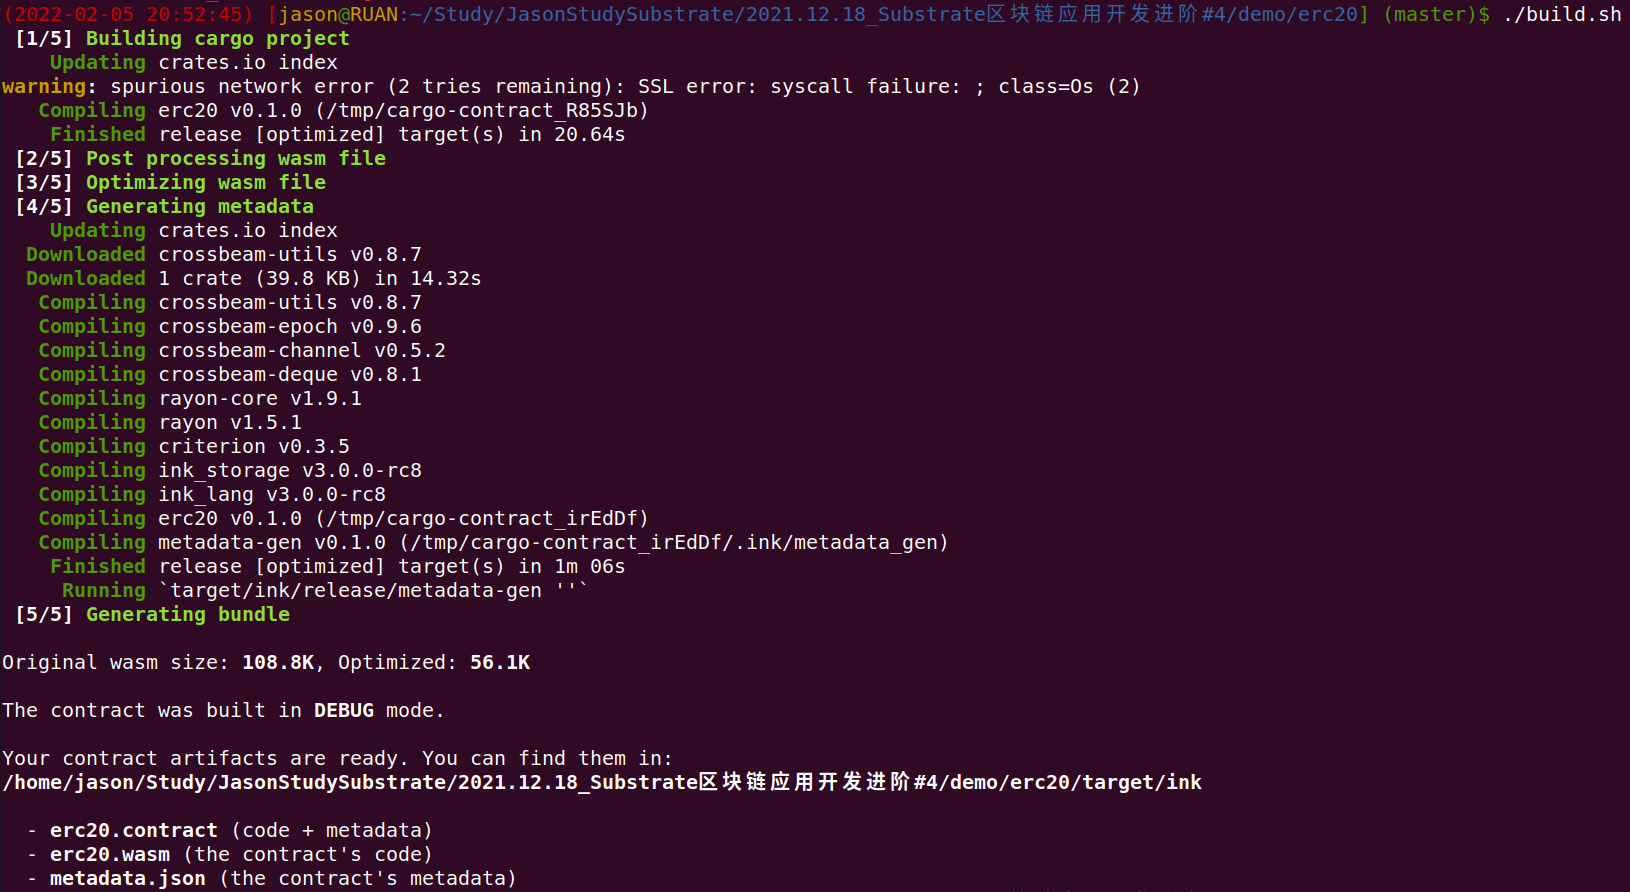 (2022-02-05 20:52:45) [jason@RUAN:~/Study/JasonStudySubstrate/2021.12.18_Substrate区块链应用开发进阶#4/demo/erc20] (master)$ ./build.sh
[1/5] Building cargo project
Updating crates.io index
warning: spurious network error (2 tries remaining): SSL error: syscall failure: ; class=Os (2)
Compiling erc20 v0.1.0 (/tmp/cargo-contract_R85SJb)
Finished release [optimized] target(s) in 20.64s
[2/5] Post processing wasm file
[3/5] Optimizing wasm file
[4/5] Generating metadata
Updating crates.io index
Downloaded crossbeam-utils v0.8.7
Downloaded 1 crate (39.8 KB) in 14.32s
Compiling crossbeam-utils v0.8.7
Compiling crossbeam-epoch v0.9.6
Compiling crossbeam-channel v0.5.2
Compiling crossbeam-deque v0.8.1
Compiling rayon-core v1.9.1
Compiling rayon v1.5.1
Compiling criterion v0.3.5
Compiling ink_storage v3.0.0-rc8
Compiling ink_lang v3.0.0-rc8
Compiling erc20 v0.1.0 (/tmp/cargo-contract_irEdDf)
Compiling metadata-gen v0.1.0 (/tmp/cargo-contract_irEdDf/.ink/metadata_gen)
Finished release [optimized] target(s) in 1m 06s
Running `target/ink/release/metadata-gen ''`
[5/5] Generating bundle
Original wasm size: 108.8K, Optimized: 56.1K
The contract was built in DEBUG mode.
Your contract artifacts are ready. You can find them in:
/home/jason/Study/JasonStudySubstrate/2021.12.18_Substrate区块链应用开发进阶#4/demo/erc20/target/ink
- erc20.contract (code + metadata)
- erc20.wasm (the contract's code)
- metadata.json (the contract's metadata)